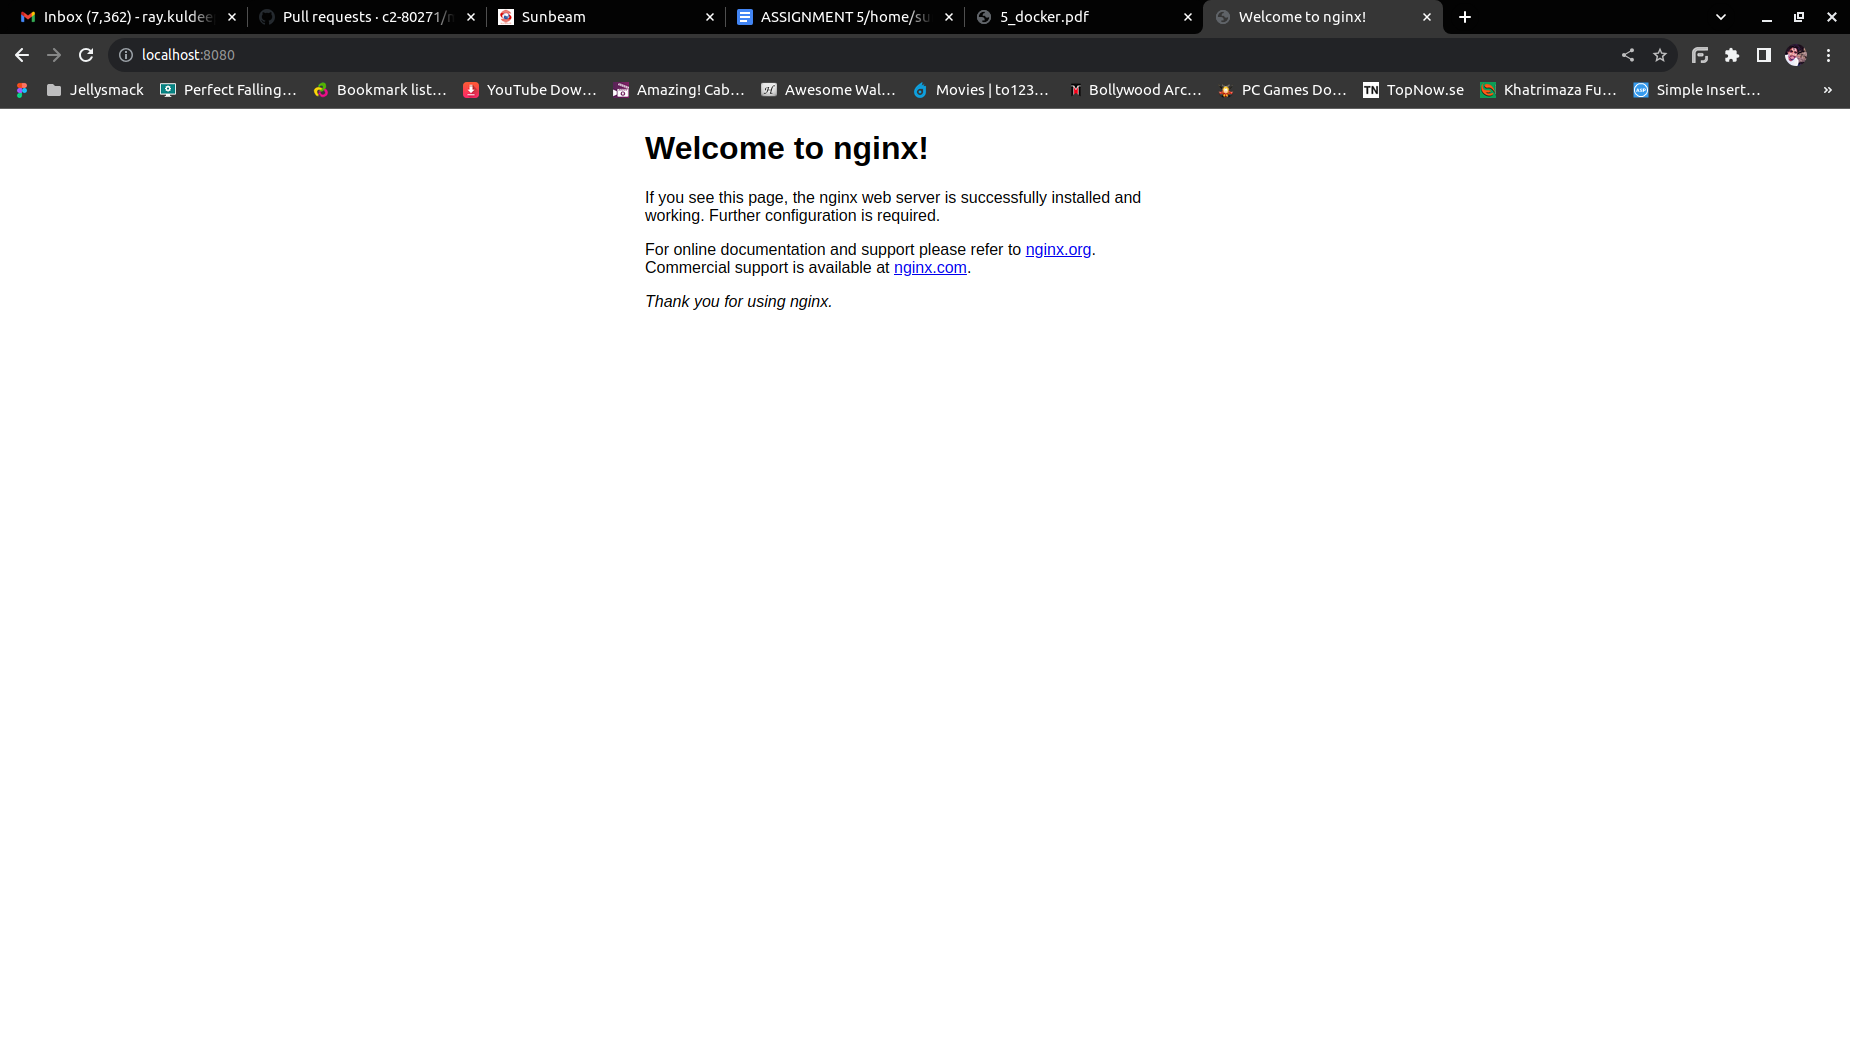 Inbox (7,362) - ray.kuldee
Pull requests · c2-80271/
Sunbeam
ASSIGNMENT 5/home/su
5_docker.pdf
Welcome to nginx!
localhost:8080
Jellysmack
Perfect Falling...
Bookmark list...
YouTube Dow...
Amazing! Cab...
Awesome Wal...
Movies | to123...
Bollywood Arc...
PC Games Do...
TN TopNow.se
Khatrimaza Fu...
Simple Insert...
»
Welcome to nginx!
If you see this page, the nginx web server is successfully installed and
working. Further configuration is required.
For online documentation and support please refer to nginx.org.
Commercial support is available at nginx.com.
Thank you for using nginx.